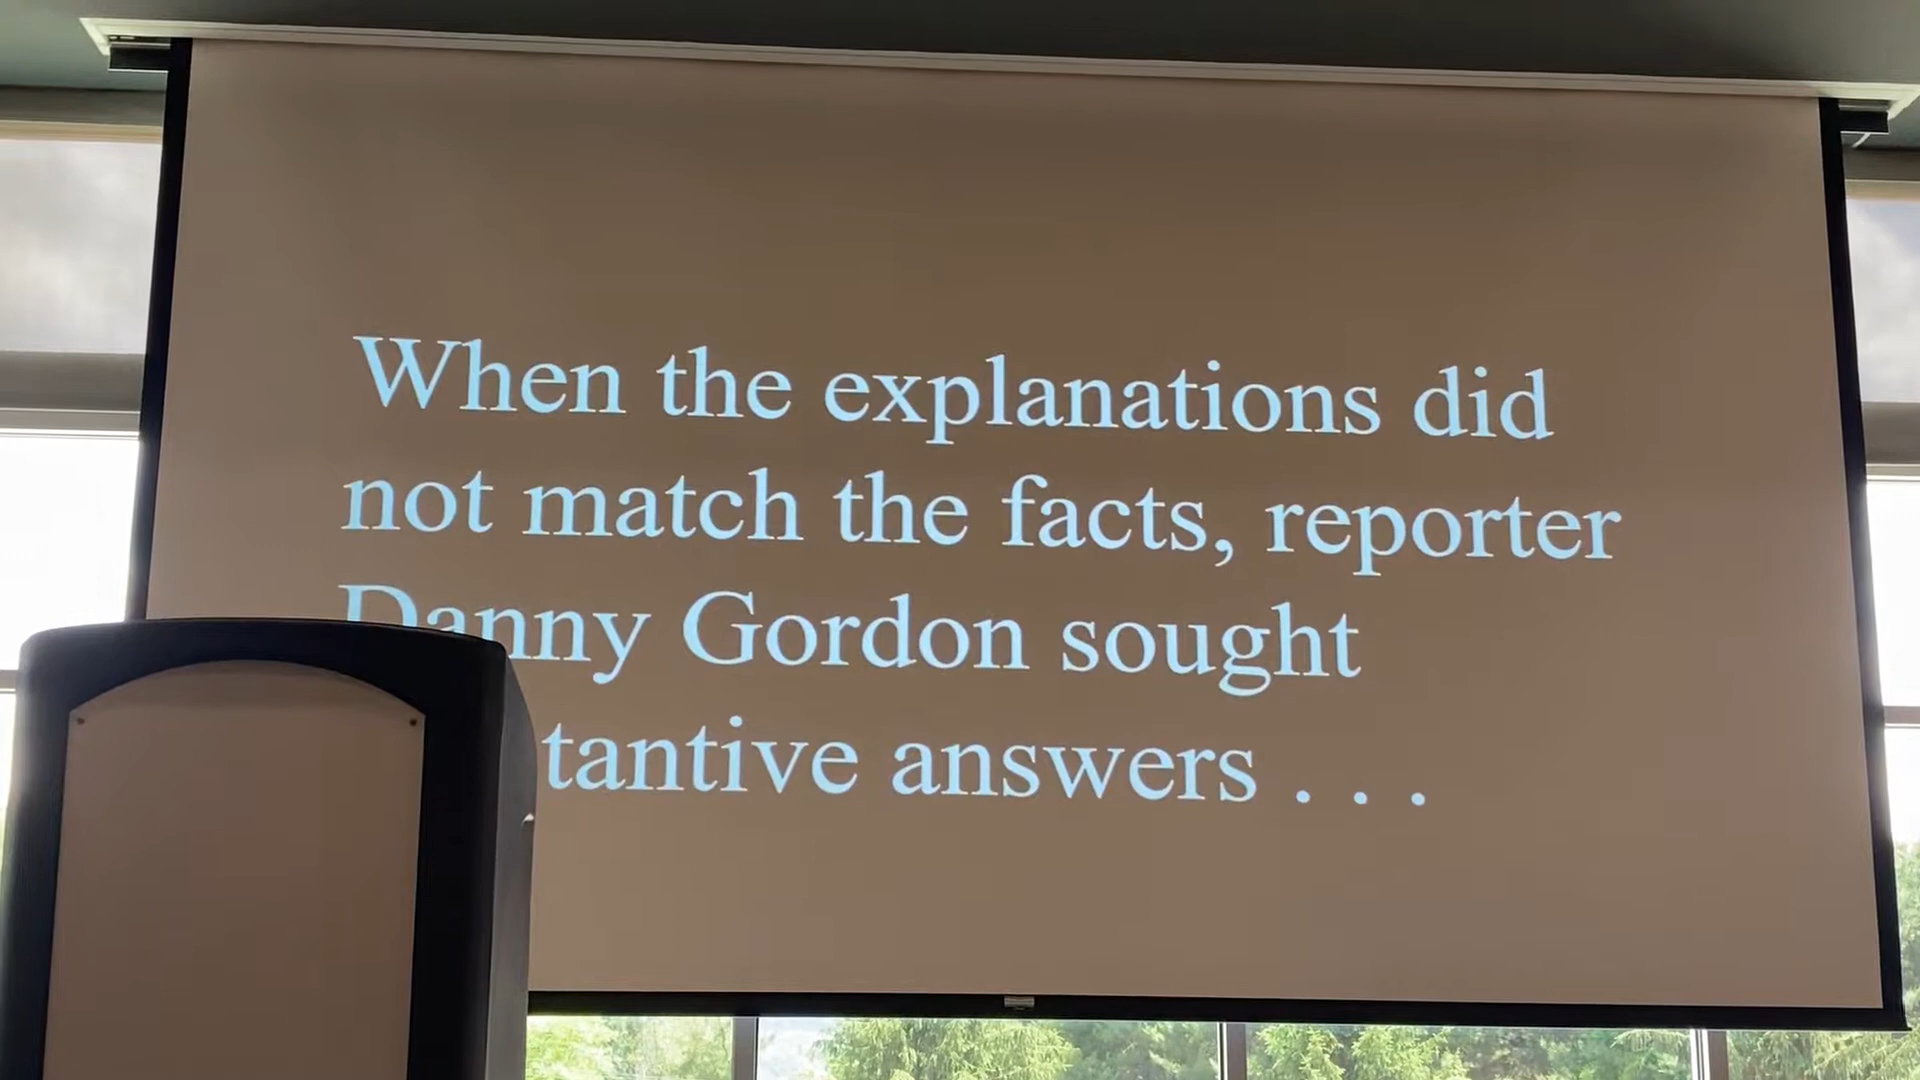 When the explanations did
not match the facts, reporter
Danny Gordon sought
tantive answers . . .